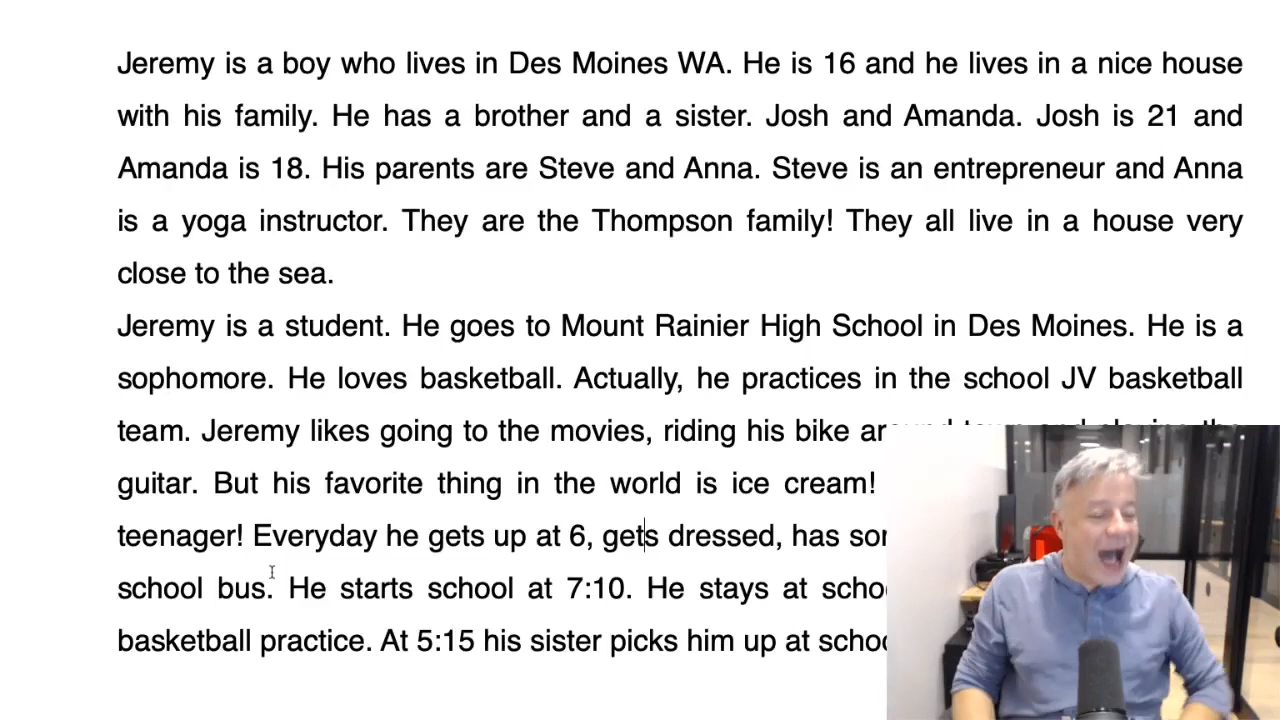 Jeremy is a boy who lives in Des Moines WA. He is 16 and he lives in a nice house
with his family. He has a brother and a sister. Josh and Amanda. Josh is 21 and
Amanda is 18. His parents are Steve and Anna. Steve is an entrepreneur and Anna
is a yoga instructor. They are the Thompson family! They all live in a house very
close to the sea.
Jeremy is a student. He goes to Mount Rainier High School in Des Moines. He is a
sophomore. He loves basketball. Actually, he practices in the school JV basketball
team. Jeremy likes going to the movies, riding his bike
guitar. But his favorite thing in the world is ice cream!
teenager! Everyday he gets up at 6, gets dressed, has
school bus. He starts school at 7:10. He stays at
basketball practice. At 5:15 his sister picks him up at